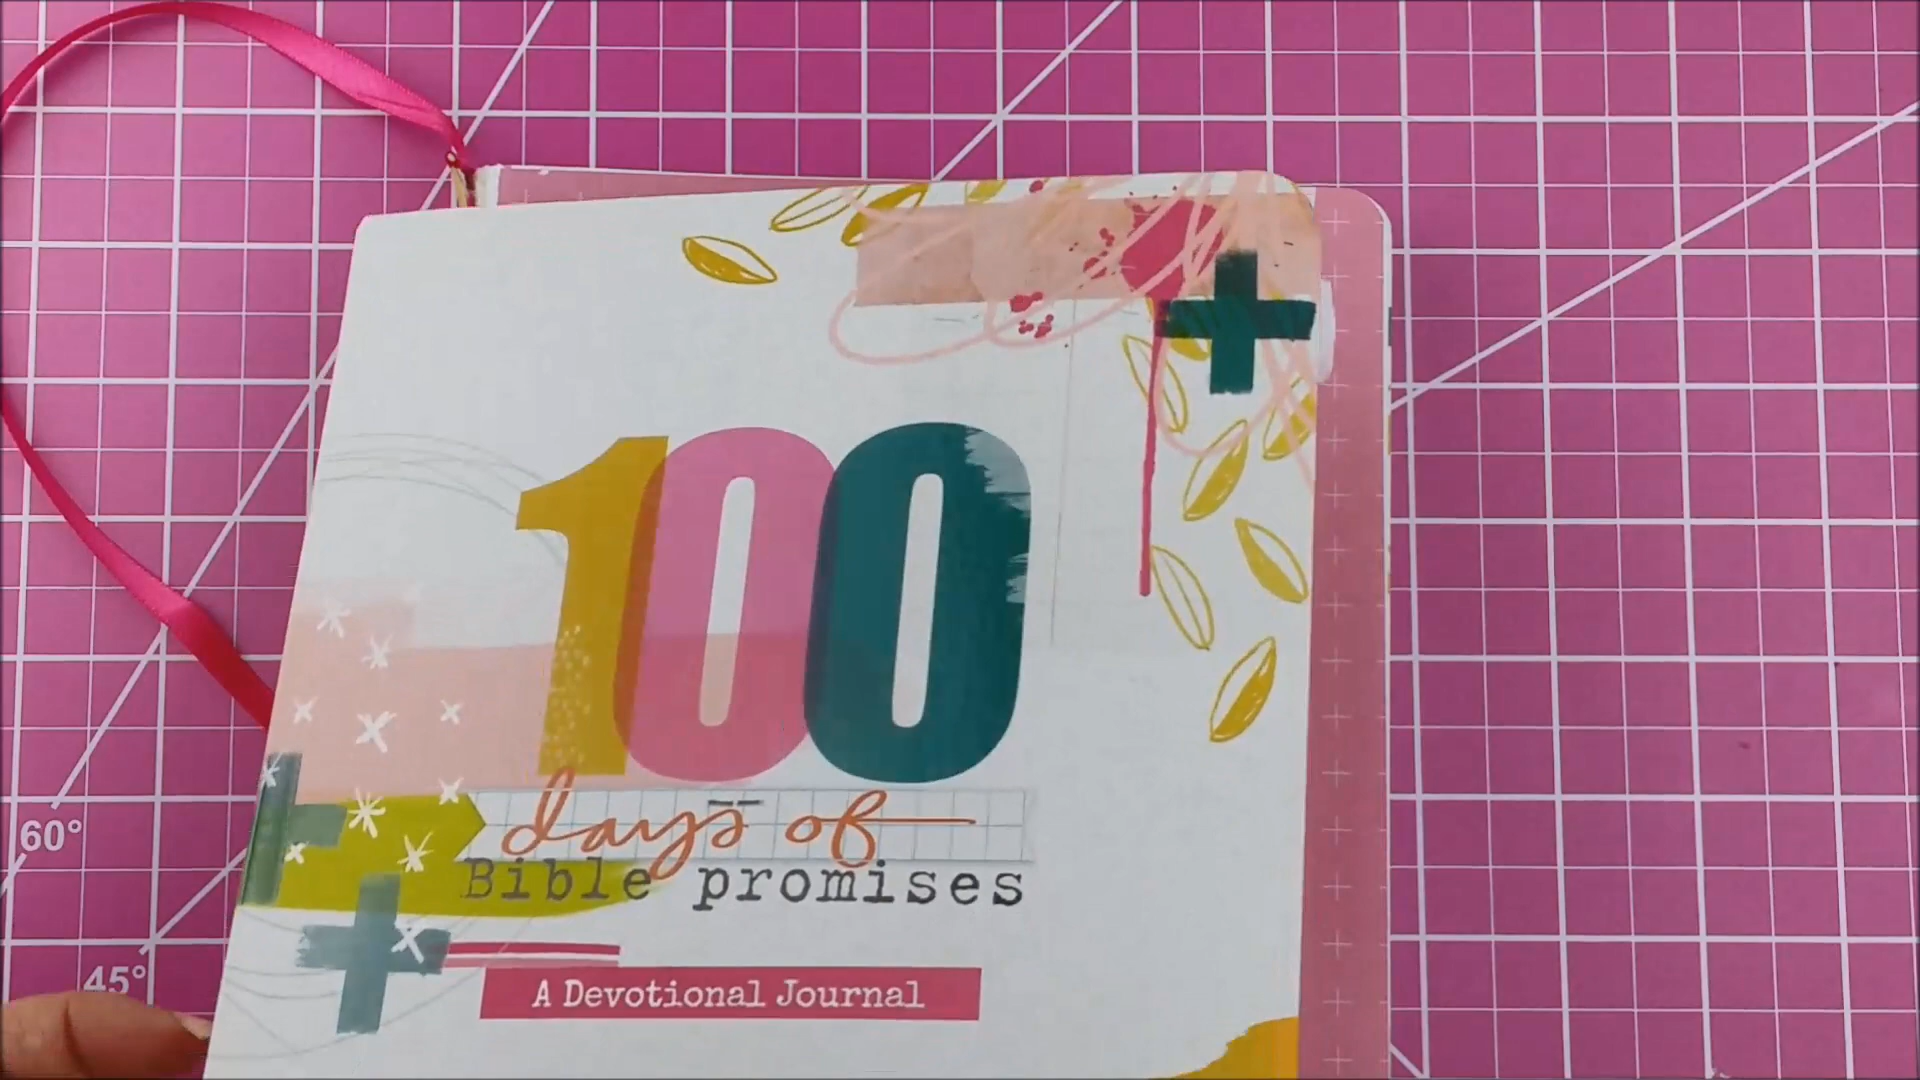 100
days of
Bible promises
A Devotional Journal
60°
45°